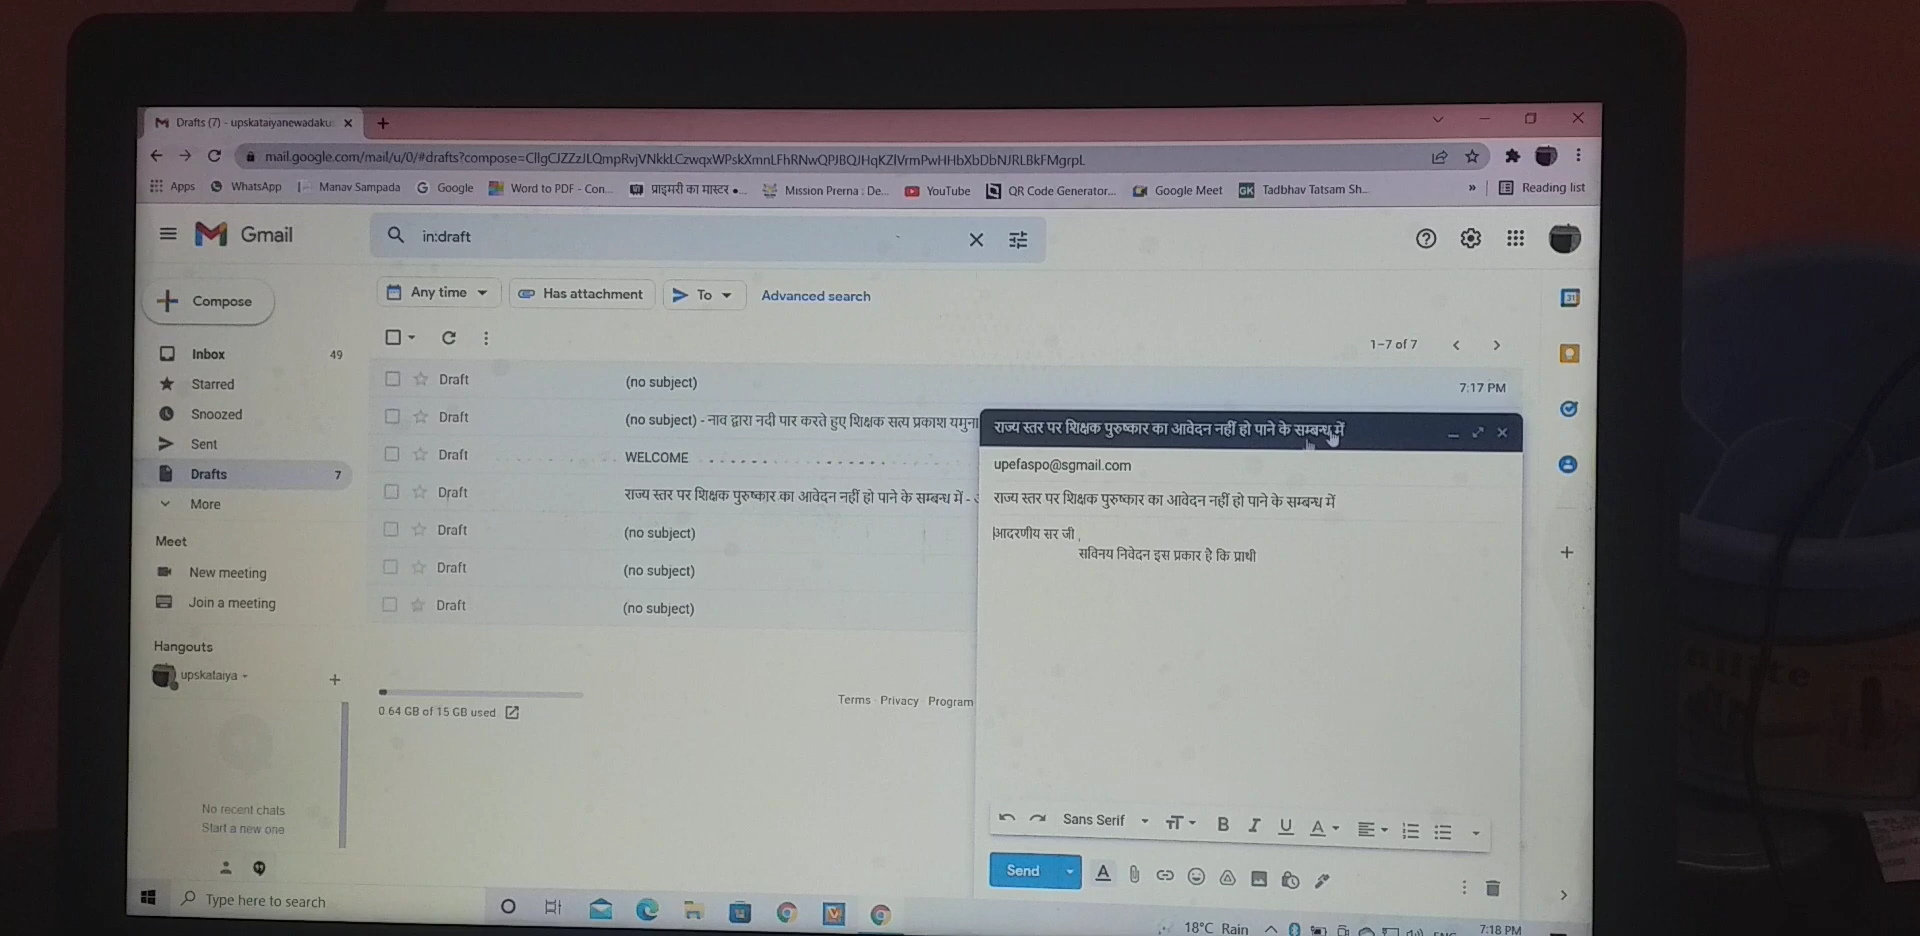 Drafts (7) - upskataiyanewadaku
mail.google.com/mail/u/0/#drafts?compose=CllgCJZZzJLQmpRvjVNkkLCzwqxWPskXmnLFhRNwQPJBQJHqKZlVrmPwHHbXbDbNJRLBkFMgrpL
Apps WhatsApp Manav Sampada Google Word to PDF - Con... प्राइमरी का मास्टर ●... Mission Prerna : De... YouTube QR Code Generator... Google Meet GK Tadbhav Tatsam Sh... » Reading list
Gmail
in:draft
Compose
Any time Has attachment To Advanced search
1–7 of 7
Inbox 49
Starred
Snoozed
Sent
Drafts 7
More
Meet
New meeting
Join a meeting
Hangouts
upskataiya
No recent chats
Start a new one
Draft (no subject) 7:17 PM
Draft (no subject) - नाव द्वारा नदी पार करते हुए शिक्षक सत्य प्रकाश यमुना
Draft WELCOME
Draft राज्य स्तर पर शिक्षक पुरुष्कार का आवेदन नहीं हो पाने के सम्बन्ध में -
Draft (no subject)
Draft (no subject)
Draft (no subject)
0.64 GB of 15 GB used
Terms · Privacy · Program
राज्य स्तर पर शिक्षक पुरुष्कार का आवेदन नहीं हो पाने के सम्बन्ध में
upefaspo@sgmail.com
राज्य स्तर पर शिक्षक पुरुष्कार का आवेदन नहीं हो पाने के सम्बन्ध में
आदरणीय सर जी ,
सविनय निवेदन इस प्रकार है कि प्राथी
Sans Serif
Send
Type here to search
18°C Rain
7:18 PM